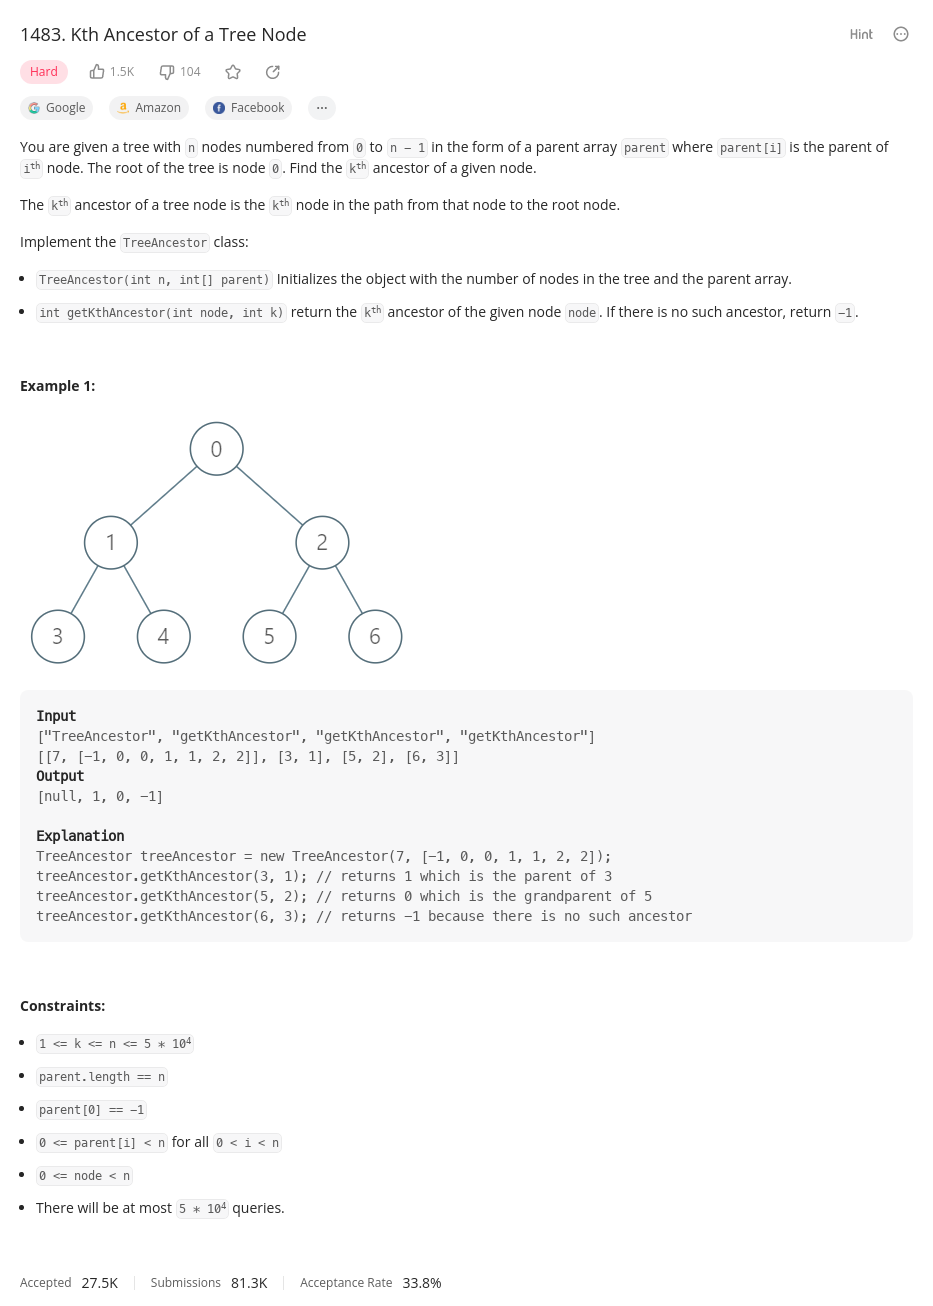 1483. Kth Ancestor of a Tree Node
Hint
Hard 1.5K 104
Google Amazon Facebook ...
You are given a tree with n nodes numbered from 0 to n − 1 in the form of a parent array parent where parent[i] is the parent of
ith node. The root of the tree is node 0. Find the kth ancestor of a given node.
The kth ancestor of a tree node is the kth node in the path from that node to the root node.
Implement the TreeAncestor class:
• TreeAncestor(int n, int[] parent) Initializes the object with the number of nodes in the tree and the parent array.
• int getKthAncestor(int node, int k) return the kth ancestor of the given node node. If there is no such ancestor, return −1.
Example 1:
0
1 2
3 4 5 6
Input
["TreeAncestor", "getKthAncestor", "getKthAncestor", "getKthAncestor"]
[[7, [−1, 0, 0, 1, 1, 2, 2]], [3, 1], [5, 2], [6, 3]]
Output
[null, 1, 0, −1]
Explanation
TreeAncestor treeAncestor = new TreeAncestor(7, [−1, 0, 0, 1, 1, 2, 2]);
treeAncestor.getKthAncestor(3, 1); // returns 1 which is the parent of 3
treeAncestor.getKthAncestor(5, 2); // returns 0 which is the grandparent of 5
treeAncestor.getKthAncestor(6, 3); // returns −1 because there is no such ancestor
Constraints:
• 1 <= k <= n <= 5 * 10⁴
• parent.length == n
• parent[0] == −1
• 0 <= parent[i] < n for all 0 < i < n
• 0 <= node < n
• There will be at most 5 * 10⁴ queries.
Accepted 27.5K Submissions 81.3K Acceptance Rate 33.8%